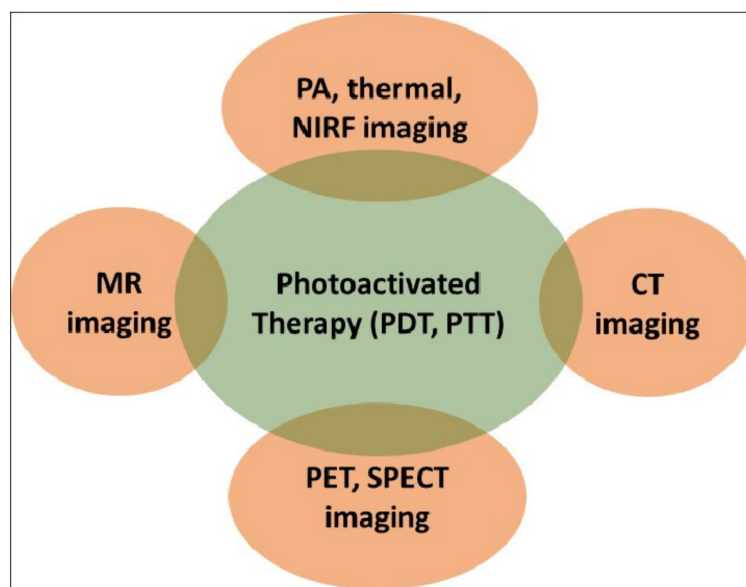 PA, thermal,
NIRF imaging
MR
imaging
Photoactivated
Therapy (PDT, PTT)
CT
imaging
PET, SPECT
imaging